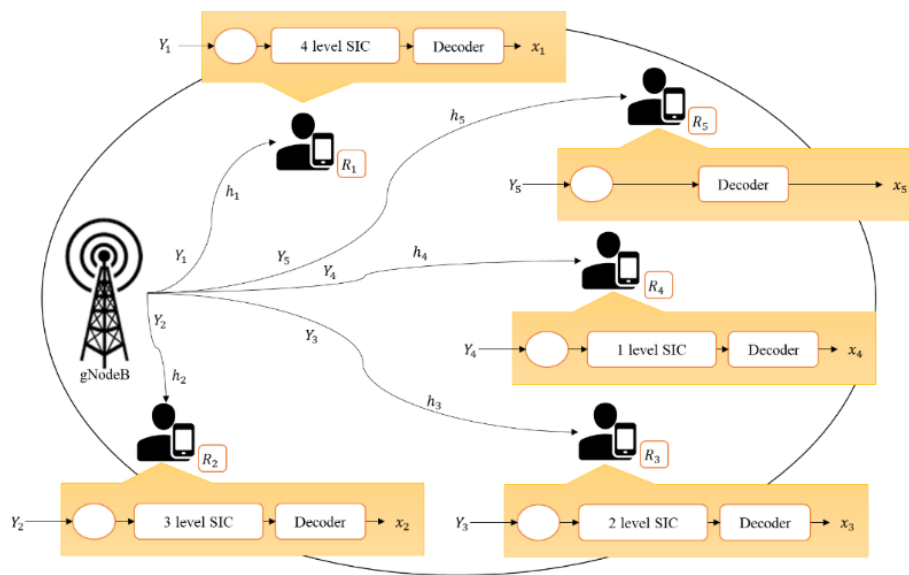 Y₁ 4 level SIC Decoder x₁
R₁
h₅
R₅
h₁
Y₅ Decoder x₅
Y₁
Y₅
Y₄
h₄
R₄
Y₂
Y₃
gNodeB
h₂
Y₄ 1 level SIC Decoder x₄
h₃
R₂
R₃
Y₂ 3 level SIC Decoder x₂
Y₃ 2 level SIC Decoder x₃